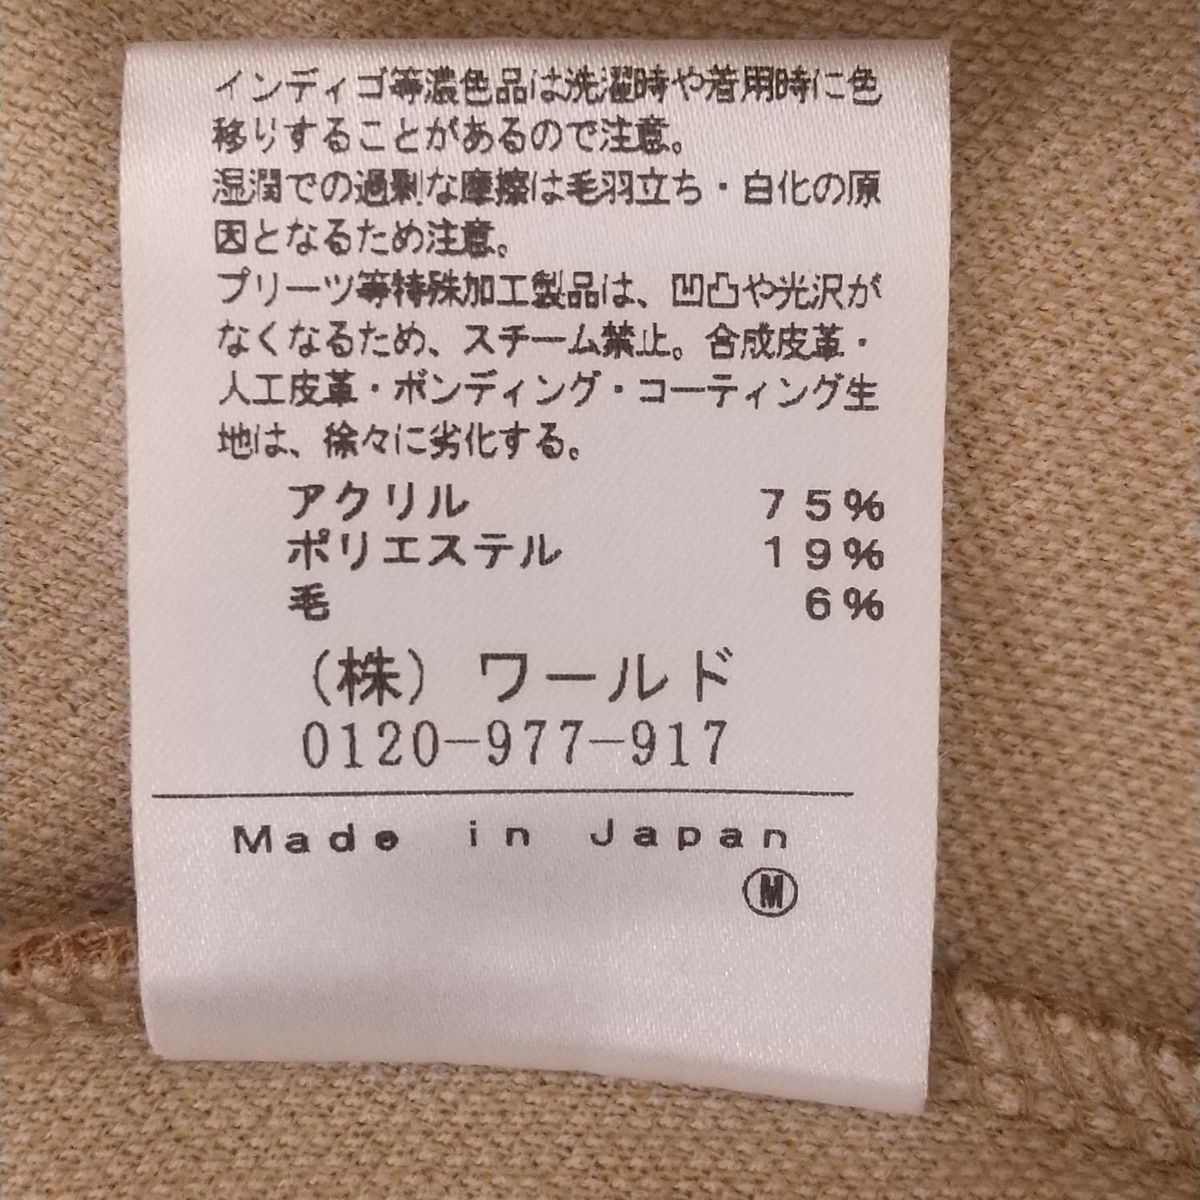 インディゴ等濃色品は洗濯時や着用時に色
移りすることがあるので注意。
湿潤での過剰な摩擦は毛羽立ち・白化の原
因となるため注意。
プリーツ等特殊加工製品は、凹凸や光沢が
なくなるため、スチーム禁止。合成皮革・
人工皮革・ボンディング・コーティング生
地は、徐々に劣化する。
アクリル 75%
ポリエステル 19%
毛 6%
(株) ワールド
0120-977-917
Made in Japan
Ⓜ